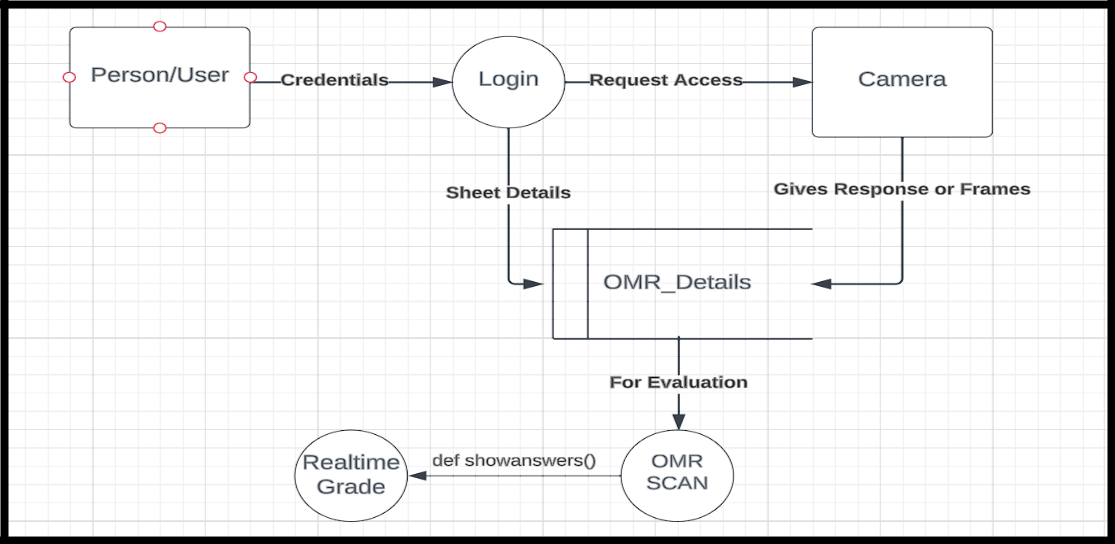 Person/User
Credentials
Login
Request Access
Camera
Sheet Details
Gives Response or Frames
OMR_Details
For Evaluation
Realtime
Grade
def showanswers()
OMR
SCAN